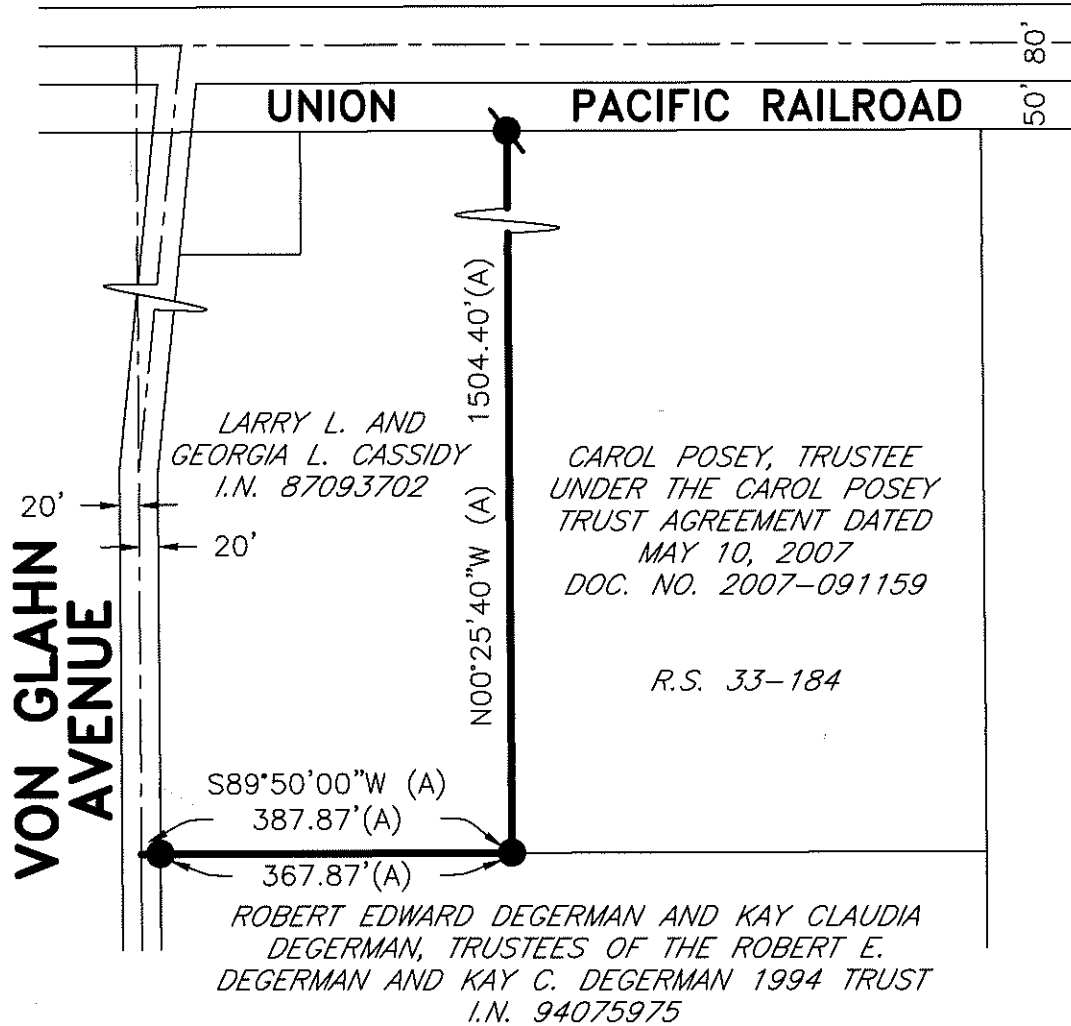 80'
50'
UNION PACIFIC RAILROAD
1504.40'(A)
N00°25'40"W (A)
LARRY L. AND
GEORGIA L. CASSIDY
I.N. 87093702
CAROL POSEY, TRUSTEE
UNDER THE CAROL POSEY
TRUST AGREEMENT DATED
MAY 10, 2007
DOC. NO. 2007-091159
R.S. 33-184
20'
20'
VON GLAHN
AVENUE
S89°50'00"W (A)
387.87'(A)
367.87'(A)
ROBERT EDWARD DEGERMAN AND KAY CLAUDIA
DEGERMAN, TRUSTEES OF THE ROBERT E.
DEGERMAN AND KAY C. DEGERMAN 1994 TRUST
I.N. 94075975